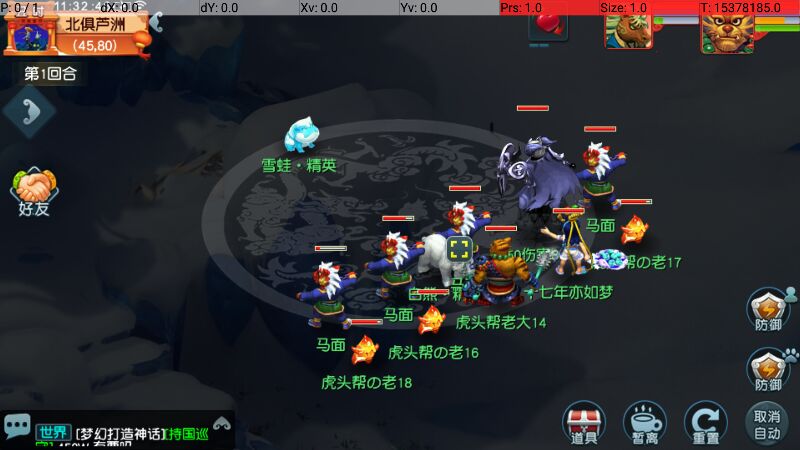 P: 0 / 1 dX: 0.0 dY: 0.0 Xv: 0.0 Yv: 0.0 Prs: 1.0 Size: 1.0 T: 15378185.0
北俱芦洲
(45,80)
第1回合
好友
雪蛙·精英
马面
帮の老17
七年亦如梦
马面
虎头帮老大14
马面
虎头帮の老16
虎头帮の老18
防御
防御
道具
暂离
重置
取消
自动
世界 [梦幻打造神话][持国巡